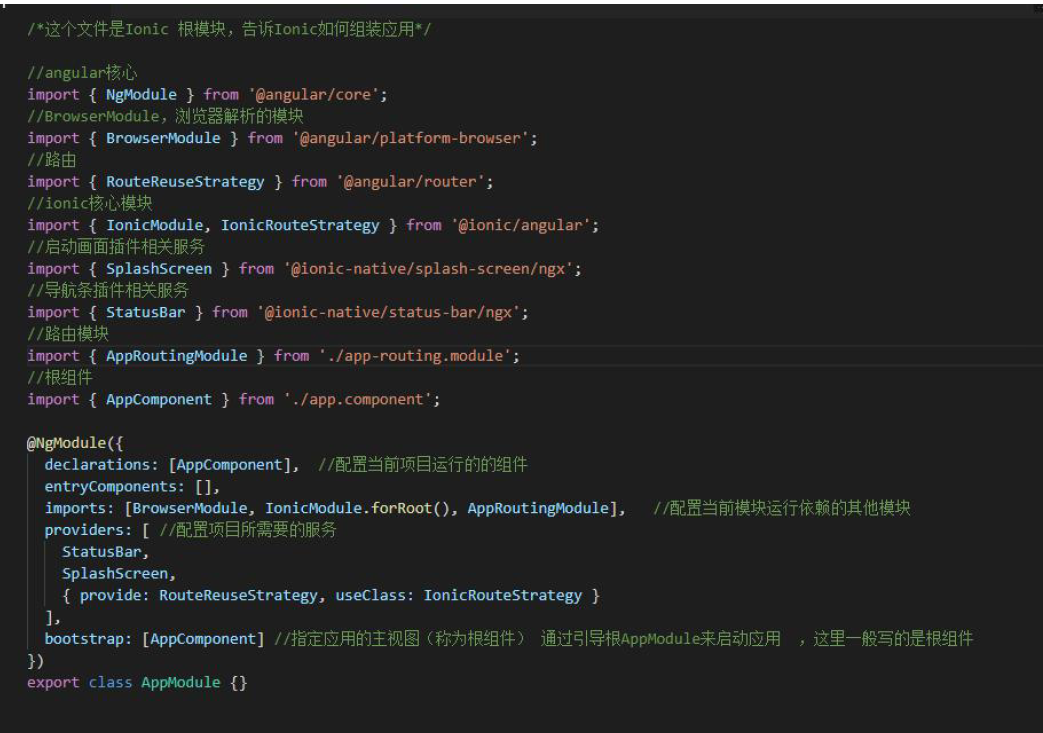 /*这个文件是Ionic 根模块，告诉Ionic如何组装应用*/
//angular核心
import { NgModule } from '@angular/core';
//BrowserModule，浏览器解析的模块
import { BrowserModule } from '@angular/platform-browser';
//路由
import { RouteReuseStrategy } from '@angular/router';
//ionic核心模块
import { IonicModule, IonicRouteStrategy } from '@ionic/angular';
//启动画面插件相关服务
import { SplashScreen } from '@ionic-native/splash-screen/ngx';
//导航条插件相关服务
import { StatusBar } from '@ionic-native/status-bar/ngx';
//路由模块
import { AppRoutingModule } from './app-routing.module';
//根组件
import { AppComponent } from './app.component';
@NgModule({
  declarations: [AppComponent],  //配置当前项目运行的的组件
  entryComponents: [],
  imports: [BrowserModule, IonicModule.forRoot(), AppRoutingModule],   //配置当前模块运行依赖的其他模块
  providers: [ //配置项目所需要的服务
    StatusBar,
    SplashScreen,
    { provide: RouteReuseStrategy, useClass: IonicRouteStrategy }
  ],
  bootstrap: [AppComponent] //指定应用的主视图（称为根组件） 通过引导根AppModule来启动应用  ，这里一般写的是根组件
})
export class AppModule {}